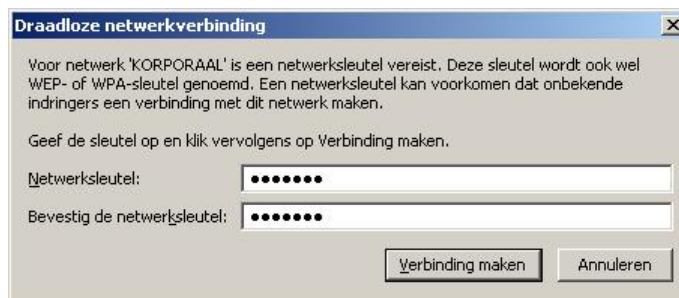 Draadloze netwerkverbinding
Voor netwerk 'KORPORAAL' is een netwerksleutel vereist. Deze sleutel wordt ook wel
WEP- of WPA-sleutel genoemd. Een netwerksleutel kan voorkomen dat onbekende
indringers een verbinding met dit netwerk maken.
Geef de sleutel op en klik vervolgens op Verbinding maken.
Netwerksleutel: •••••••
Bevestig de netwerksleutel: •••••••
Verbinding maken Annuleren